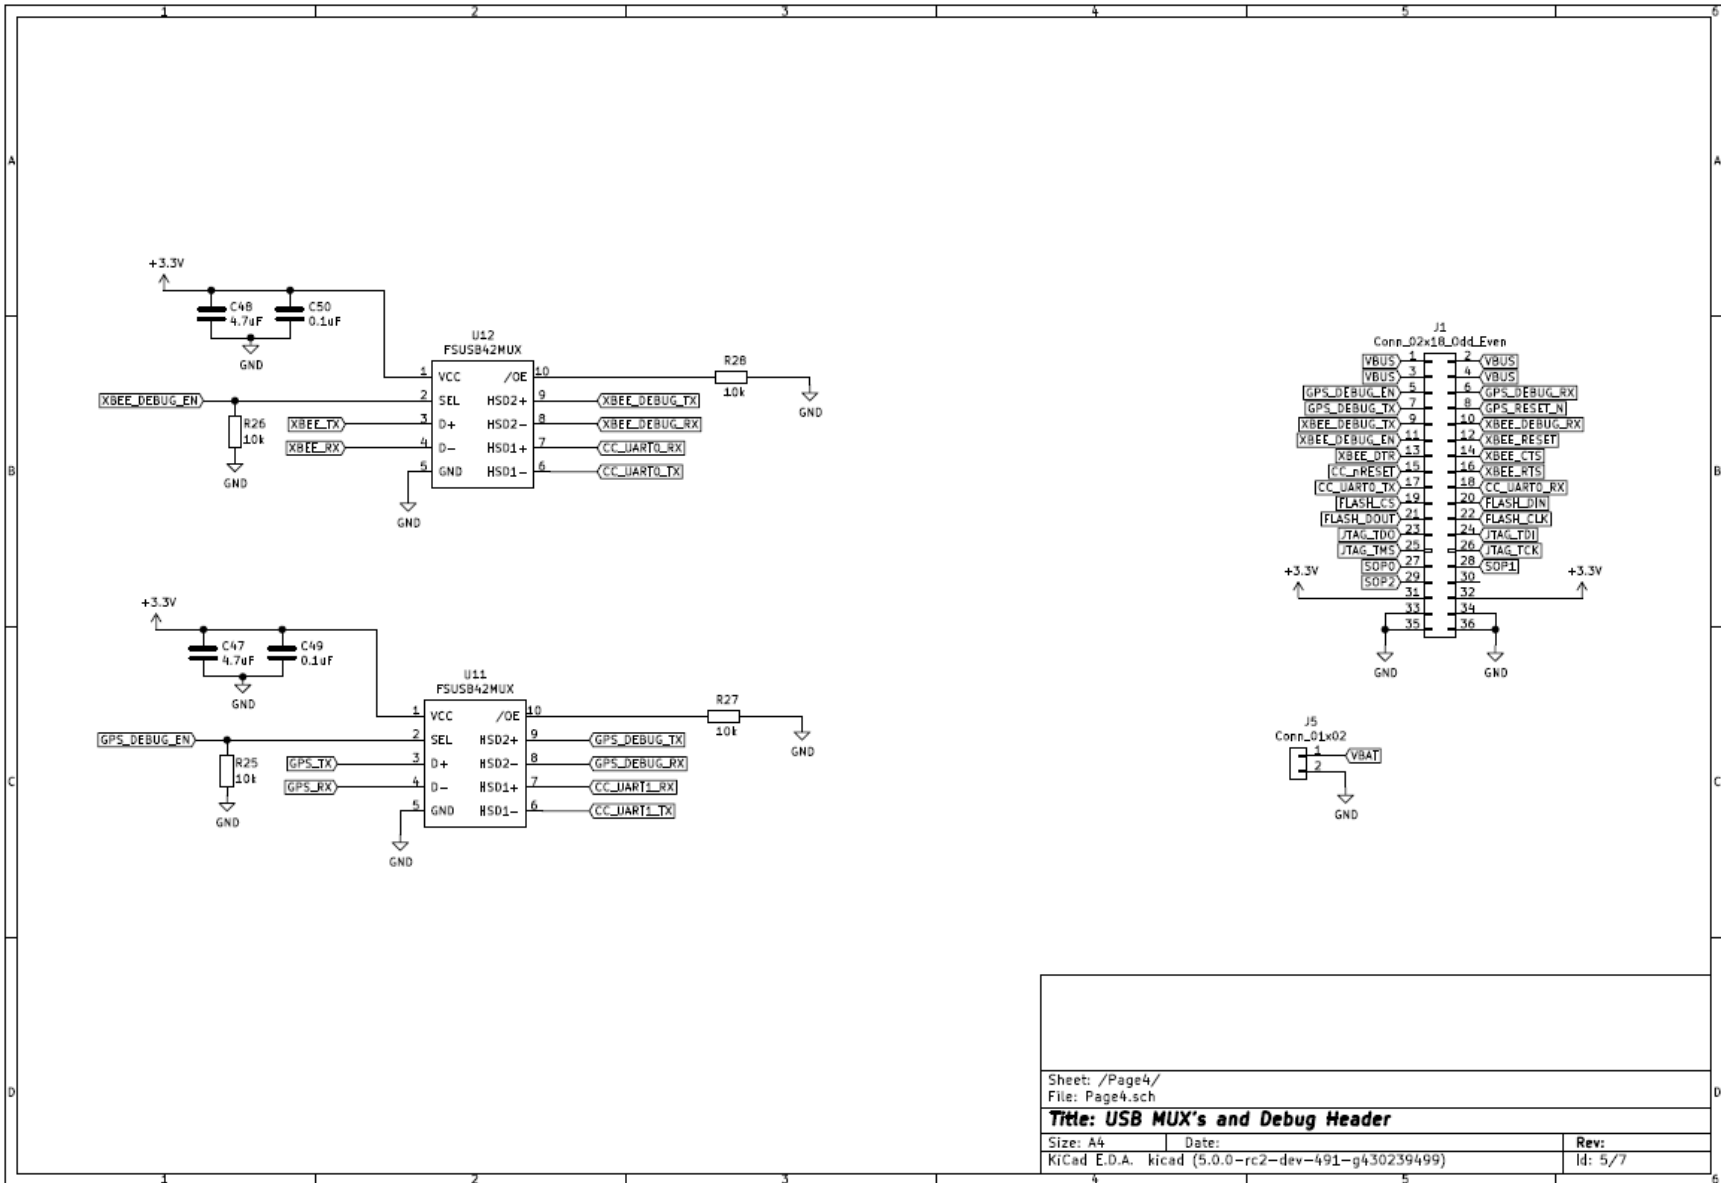 1 2 3 4 5 6
A A
+3.3V
C48 C50
4.7uF 0.1uF
GND
U12
FSUSB42MUX
1 VCC /OE 10
R28
10k
GND
XBEE_DEBUG_EN
2 SEL HSD2+ 9 XBEE_DEBUG_TX
R26
10k
GND
XBEE_TX 3 D+ HSD2- 8 XBEE_DEBUG_RX
XBEE_RX 4 D- HSD1+ 7 CC_UART0_RX
5 GND HSD1- 6 CC_UART0_TX
GND
B B
J1
Conn_02x18_Odd_Even
VBUS 1 2 VBUS
VBUS 3 4 VBUS
GPS_DEBUG_EN 5 6 GPS_DEBUG_RX
GPS_DEBUG_TX 7 8 GPS_RESET_N
XBEE_DEBUG_TX 9 10 XBEE_DEBUG_RX
XBEE_DEBUG_EN 11 12 XBEE_RESET
XBEE_DTR 13 14 XBEE_CTS
CC_nRESET 15 16 XBEE_RTS
CC_UART0_TX 17 18 CC_UART0_RX
FLASH_CS 19 20 FLASH_DIN
FLASH_DOUT 21 22 FLASH_CLK
JTAG_TDO 23 24 JTAG_TDI
JTAG_TMS 25 26 JTAG_TCK
SOP0 27 28 SOP1
SOP2 29 30
+3.3V 31 32 +3.3V
33 34
35 36
GND GND
+3.3V
C47 C49
4.7uF 0.1uF
GND
U11
FSUSB42MUX
1 VCC /OE 10
R27
10k
GND
GPS_DEBUG_EN
2 SEL HSD2+ 9 GPS_DEBUG_TX
R25
10k
GND
GPS_TX 3 D+ HSD2- 8 GPS_DEBUG_RX
GPS_RX 4 D- HSD1+ 7 CC_UART1_RX
5 GND HSD1- 6 CC_UART1_TX
GND
C C
J5
Conn_01x02
1 VBAT
2
GND
D D
Sheet: /Page4/
File: Page4.sch
Title: USB MUX's and Debug Header
Size: A4 Date: Rev:
KiCad E.D.A. kicad (5.0.0-rc2-dev-491-g430239499) Id: 5/7
1 2 3 4 5 6